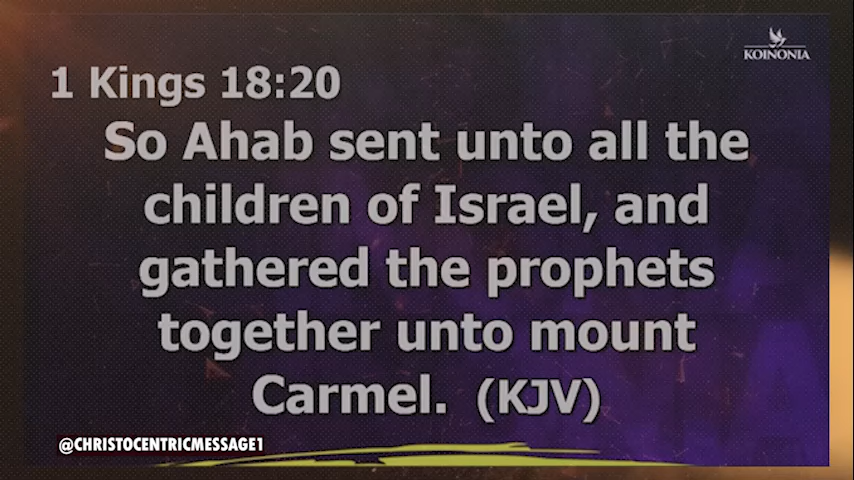 KOINONIA
1 Kings 18:20
So Ahab sent unto all the
children of Israel, and
gathered the prophets
together unto mount
Carmel. (KJV)
@CHRISTOCENTRICMESSAGE1